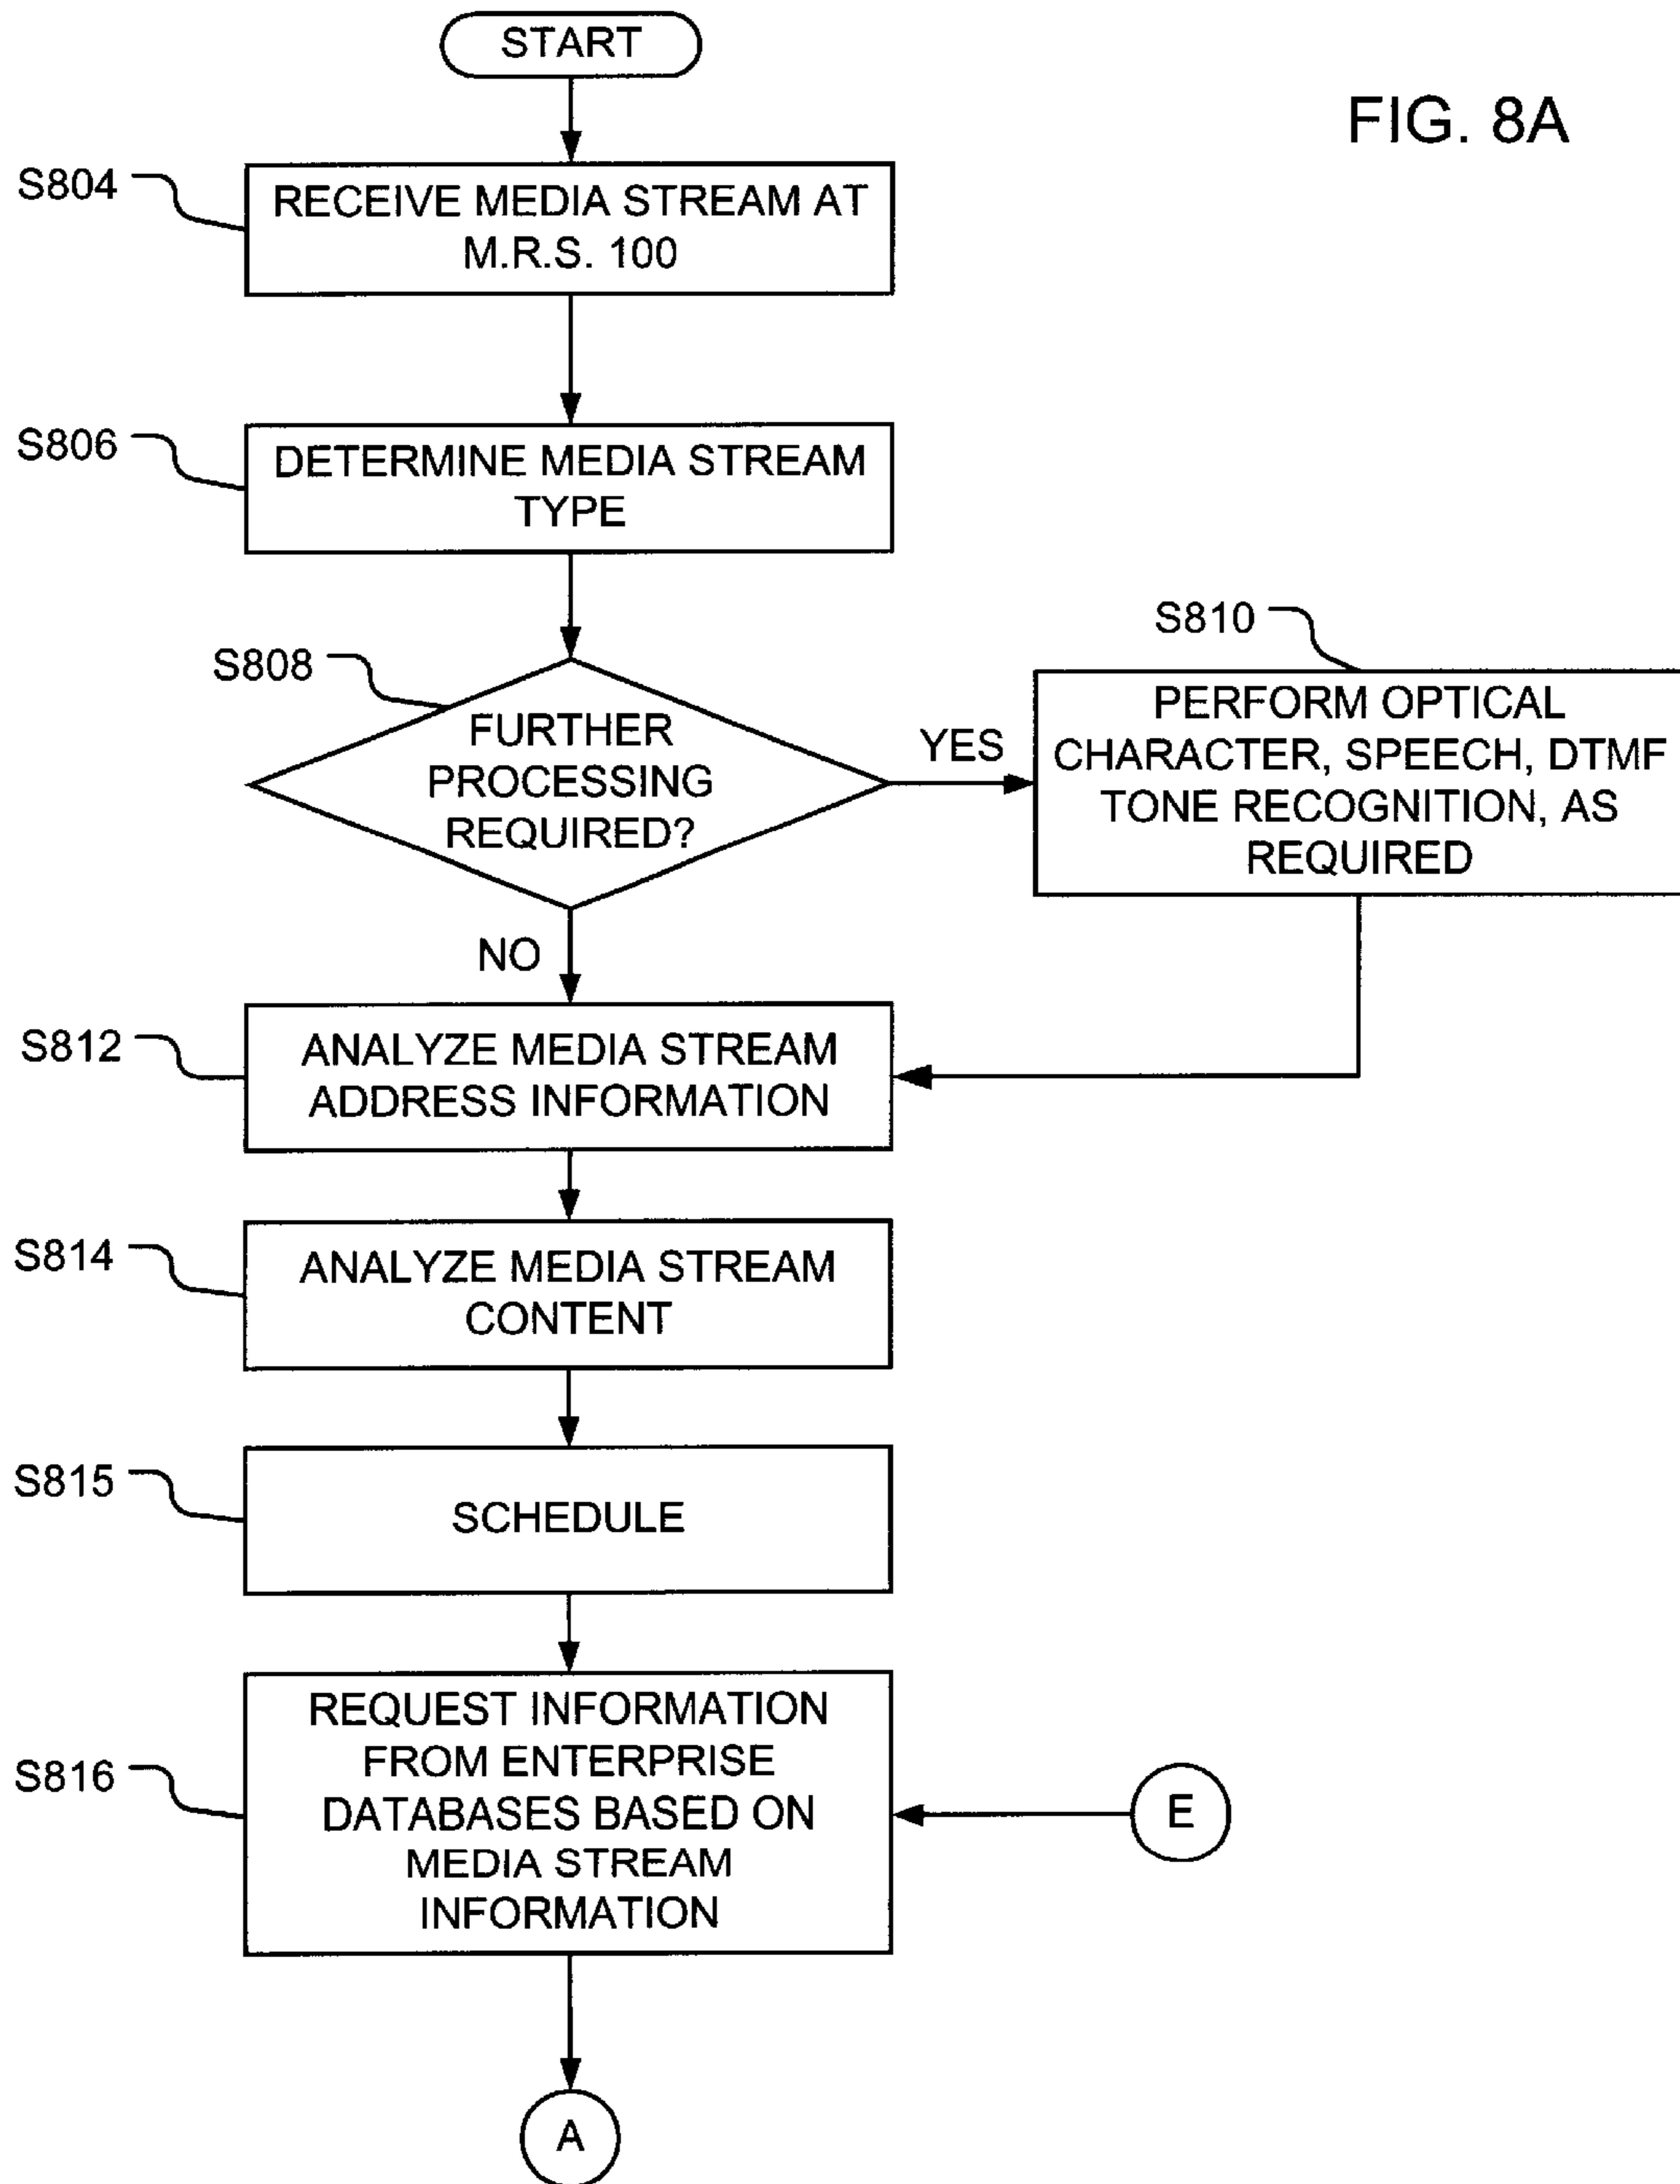 START
FIG. 8A
S804
RECEIVE MEDIA STREAM AT
M.R.S. 100
S806
DETERMINE MEDIA STREAM
TYPE
S808
FURTHER
PROCESSING
REQUIRED?
YES
S810
PERFORM OPTICAL
CHARACTER, SPEECH, DTMF
TONE RECOGNITION, AS
REQUIRED
NO
S812
ANALYZE MEDIA STREAM
ADDRESS INFORMATION
S814
ANALYZE MEDIA STREAM
CONTENT
S815
SCHEDULE
S816
REQUEST INFORMATION
FROM ENTERPRISE
DATABASES BASED ON
MEDIA STREAM
INFORMATION
E
A